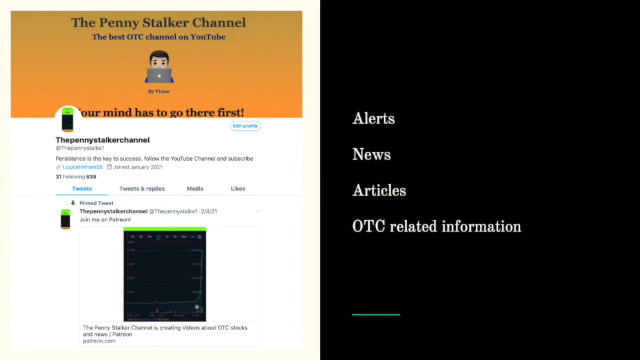 The Penny Stalker Channel
The best OTC channel on YouTube
By Victor
Your mind has to go there first!
Edit profile
Thepennystalkerchannel
@Thepennystalke1
Persistence is the key to success. follow the YouTube Channel and subscribe
Joined January 2021
31 Following 639
Tweets Tweets & replies Media Likes
Pinned Tweet
Thepennystalkerchannel @Thepennystalke1 · 2/4/21
Join me on Patreon!
The Penny Stalker Channel is creating Videos about OTC stocks
and news | Patreon
patreon.com
Alerts
News
Articles
OTC related information